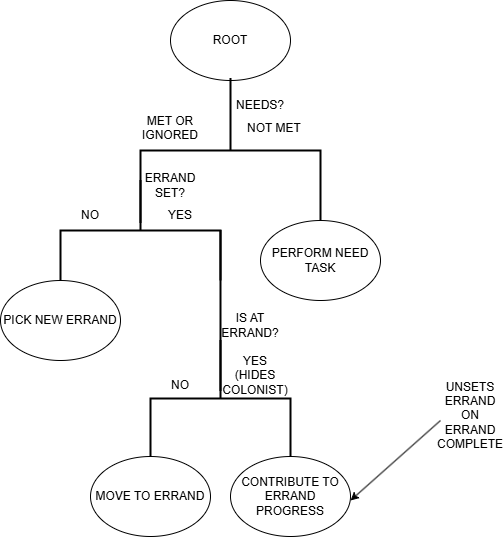 ROOT
NEEDS?
MET OR
IGNORED
NOT MET
ERRAND
SET?
NO
YES
PERFORM NEED
TASK
PICK NEW ERRAND
IS AT
ERRAND?
YES
(HIDES
COLONIST)
NO
UNSETS
ERRAND
ON
ERRAND
COMPLETE
MOVE TO ERRAND
CONTRIBUTE TO
ERRAND
PROGRESS